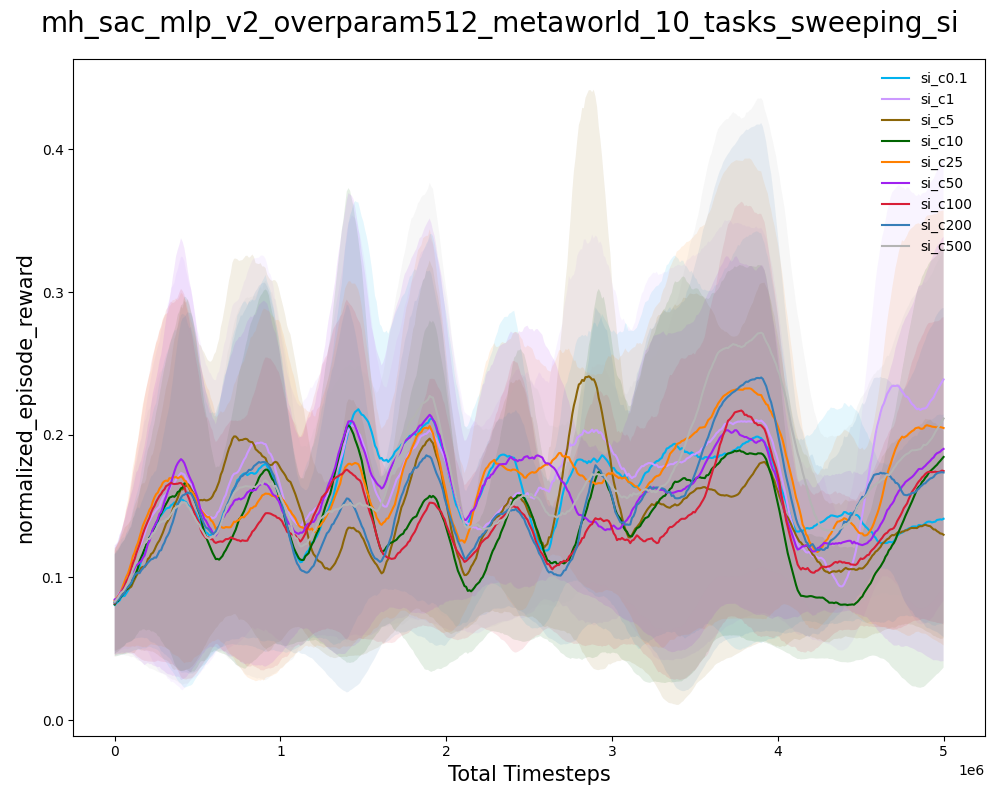 mh_sac_mlp_v2_overparam512_metaworld_10_tasks_sweeping_si
si_c0.1
si_c1
si_c5
si_c10
si_c25
si_c50
si_c100
si_c200
si_c500
normalized_episode_reward
0.4
0.3
0.2
0.1
0.0
0 1 2 3 4 5
1e6
Total Timesteps